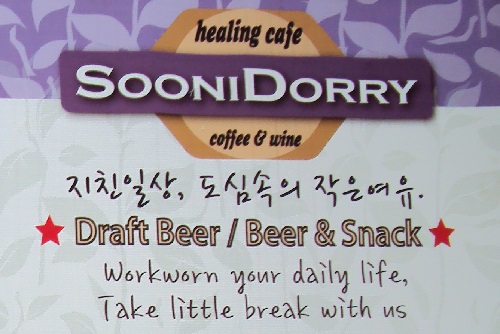 healing cafe
SOONIDORRY
coffee & wine
지친일상, 도심속의 작은여유.
Draft Beer / Beer & Snack
Workworn your daily life,
Take little break with us